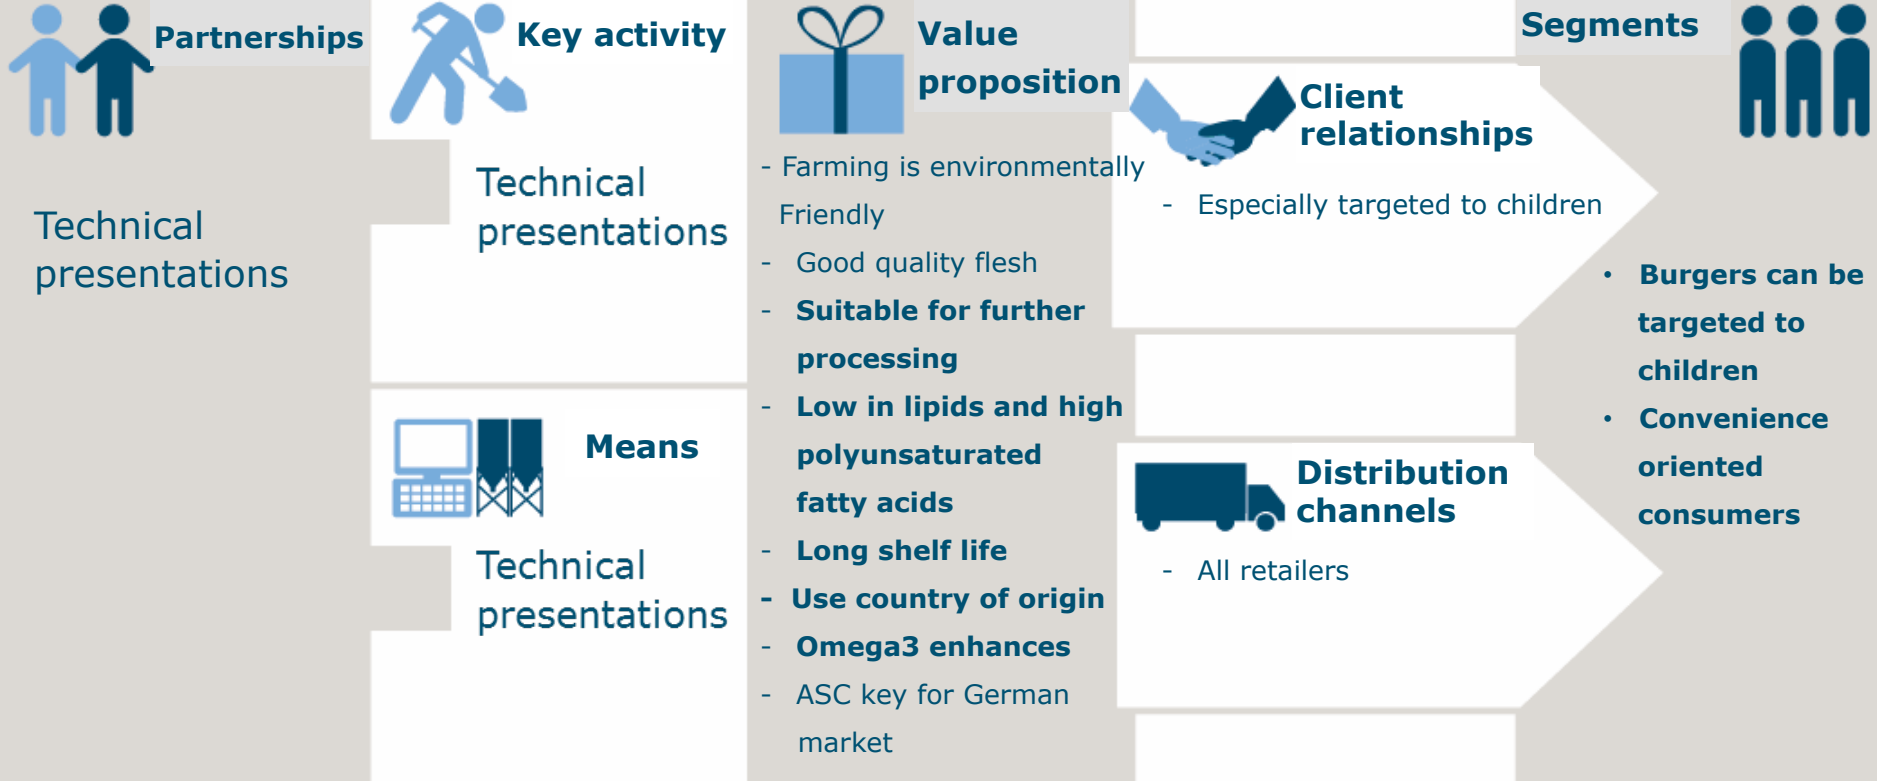 Partnerships
Technical
presentations
Key activity
Technical
presentations
Means
Technical
presentations
Value
proposition
- Farming is environmentally
Friendly
- Good quality flesh
- Suitable for further
processing
- Low in lipids and high
polyunsaturated
fatty acids
- Long shelf life
- Use country of origin
- Omega3 enhances
- ASC key for German
market
Client
relationships
- Especially targeted to children
Distribution
channels
- All retailers
Segments
• Burgers can be
targeted to
children
• Convenience
oriented
consumers